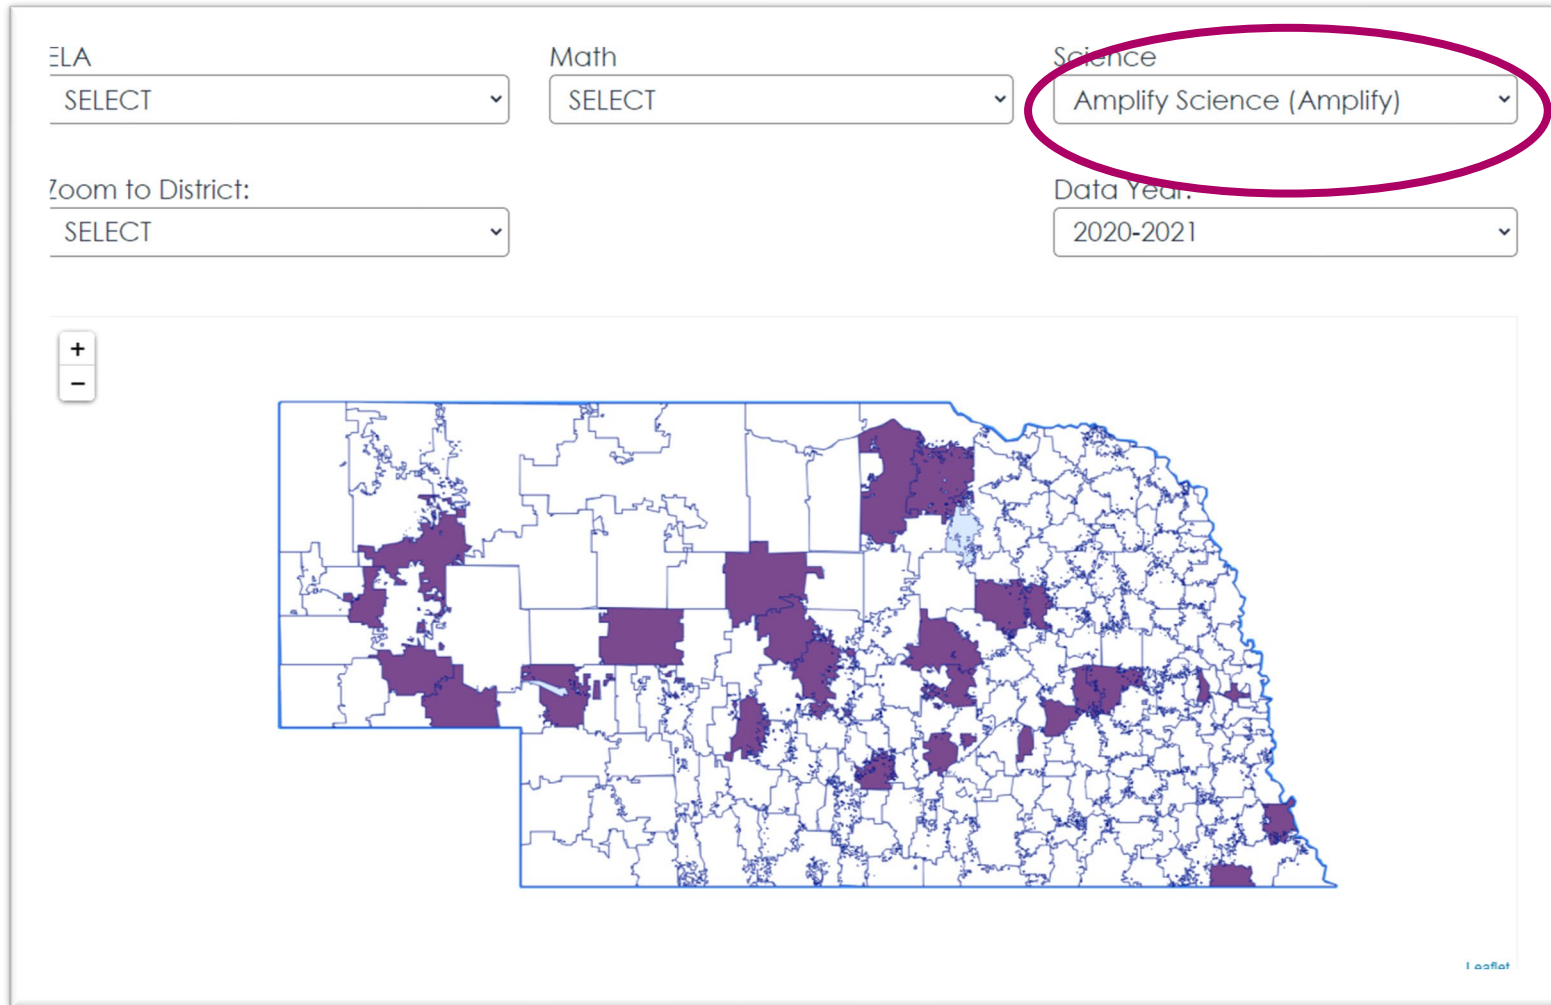 ELA
Math
Science
SELECT
SELECT
Amplify Science (Amplify)
Zoom to District:
Data Year:
SELECT
2020-2021
+
−
Leaflet